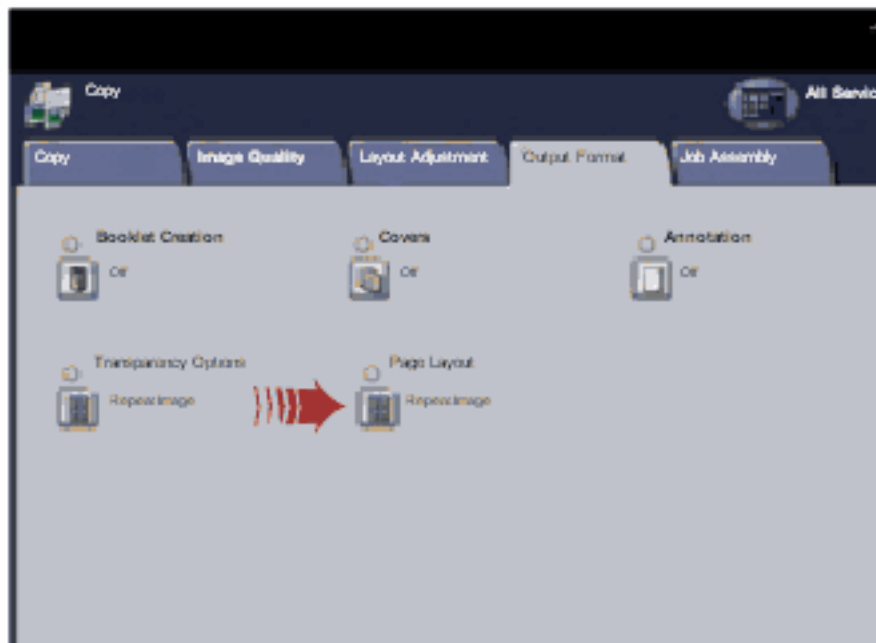 Copy
All Servic
Copy Image Quality Layout Adjustment Output Format Job Assembly
Booklet Creation Covers Annotation
Off Off Off
Transparency Options Page Layout
Repeat Image Repeat Image